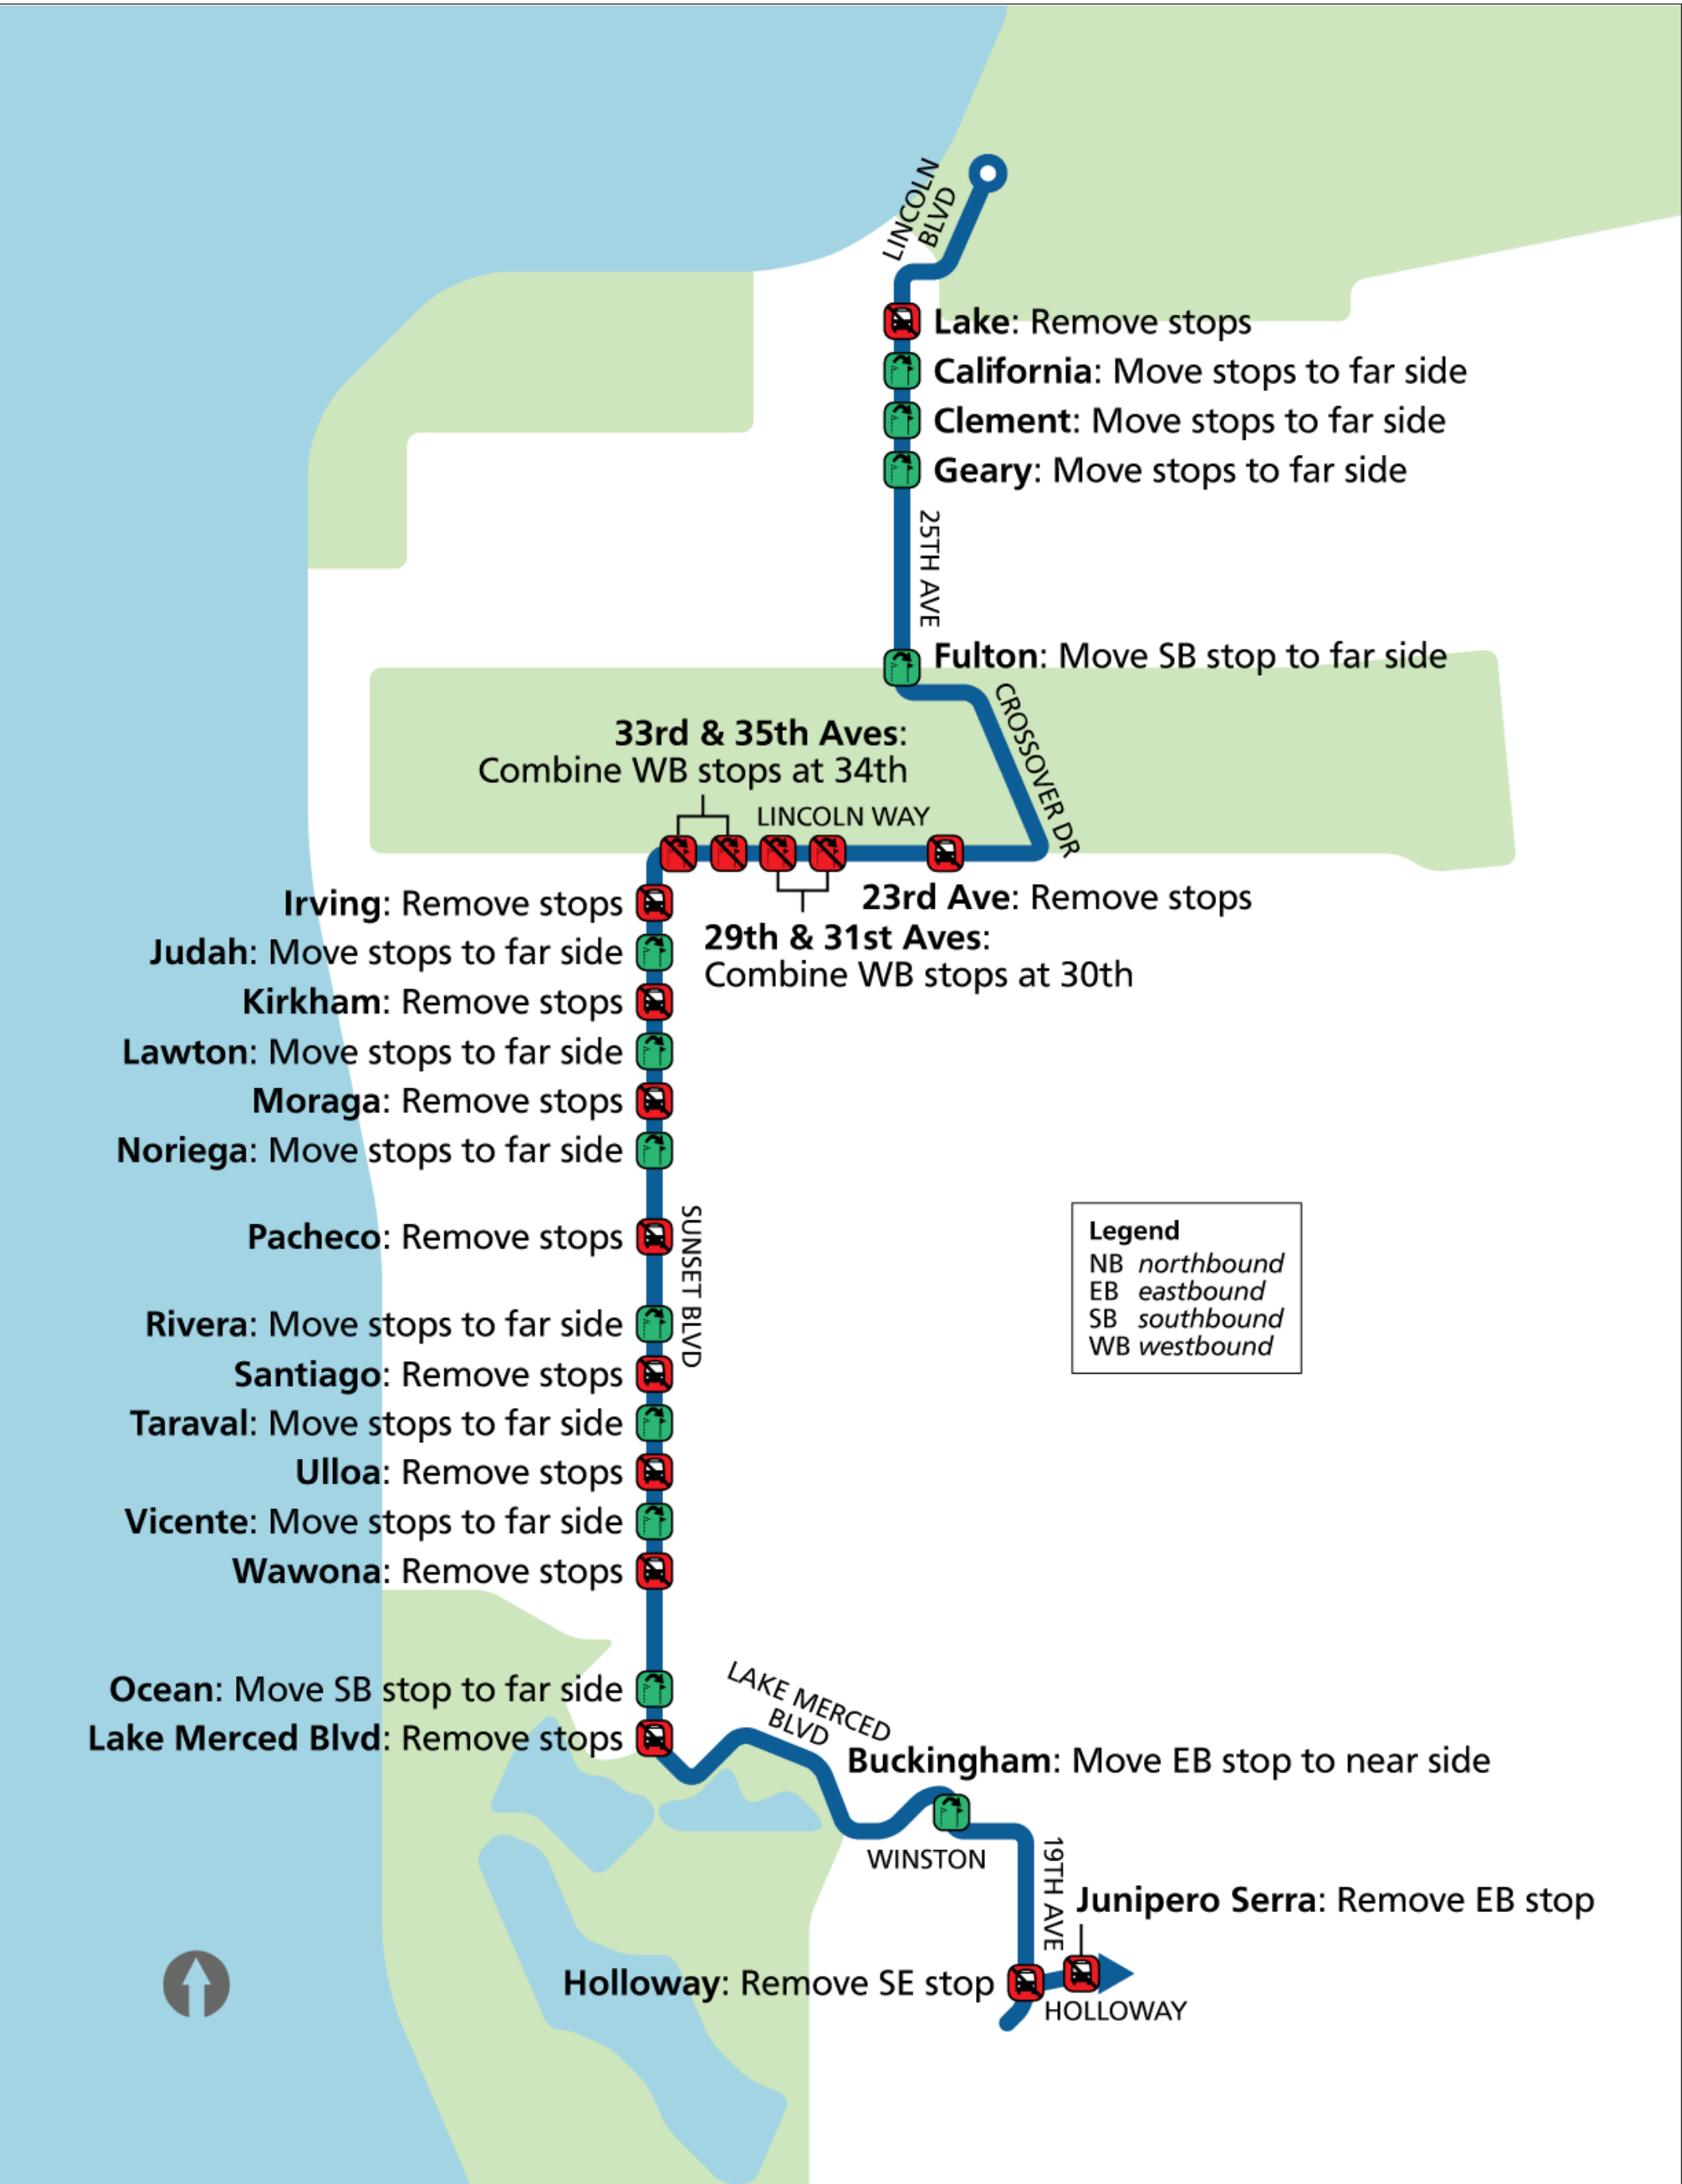 LINCOLN
BLVD
Lake: Remove stops
California: Move stops to far side
Clement: Move stops to far side
Geary: Move stops to far side
25TH AVE
Fulton: Move SB stop to far side
CROSSOVER DR
33rd & 35th Aves:
Combine WB stops at 34th
LINCOLN WAY
23rd Ave: Remove stops
29th & 31st Aves:
Combine WB stops at 30th
Irving: Remove stops
Judah: Move stops to far side
Kirkham: Remove stops
Lawton: Move stops to far side
Moraga: Remove stops
Noriega: Move stops to far side
Pacheco: Remove stops
SUNSET BLVD
Rivera: Move stops to far side
Santiago: Remove stops
Taraval: Move stops to far side
Ulloa: Remove stops
Vicente: Move stops to far side
Wawona: Remove stops
Legend
NB northbound
EB eastbound
SB southbound
WB westbound
Ocean: Move SB stop to far side
Lake Merced Blvd: Remove stops
LAKE MERCED
BLVD
Buckingham: Move EB stop to near side
WINSTON
19TH AVE
Junipero Serra: Remove EB stop
Holloway: Remove SE stop
HOLLOWAY